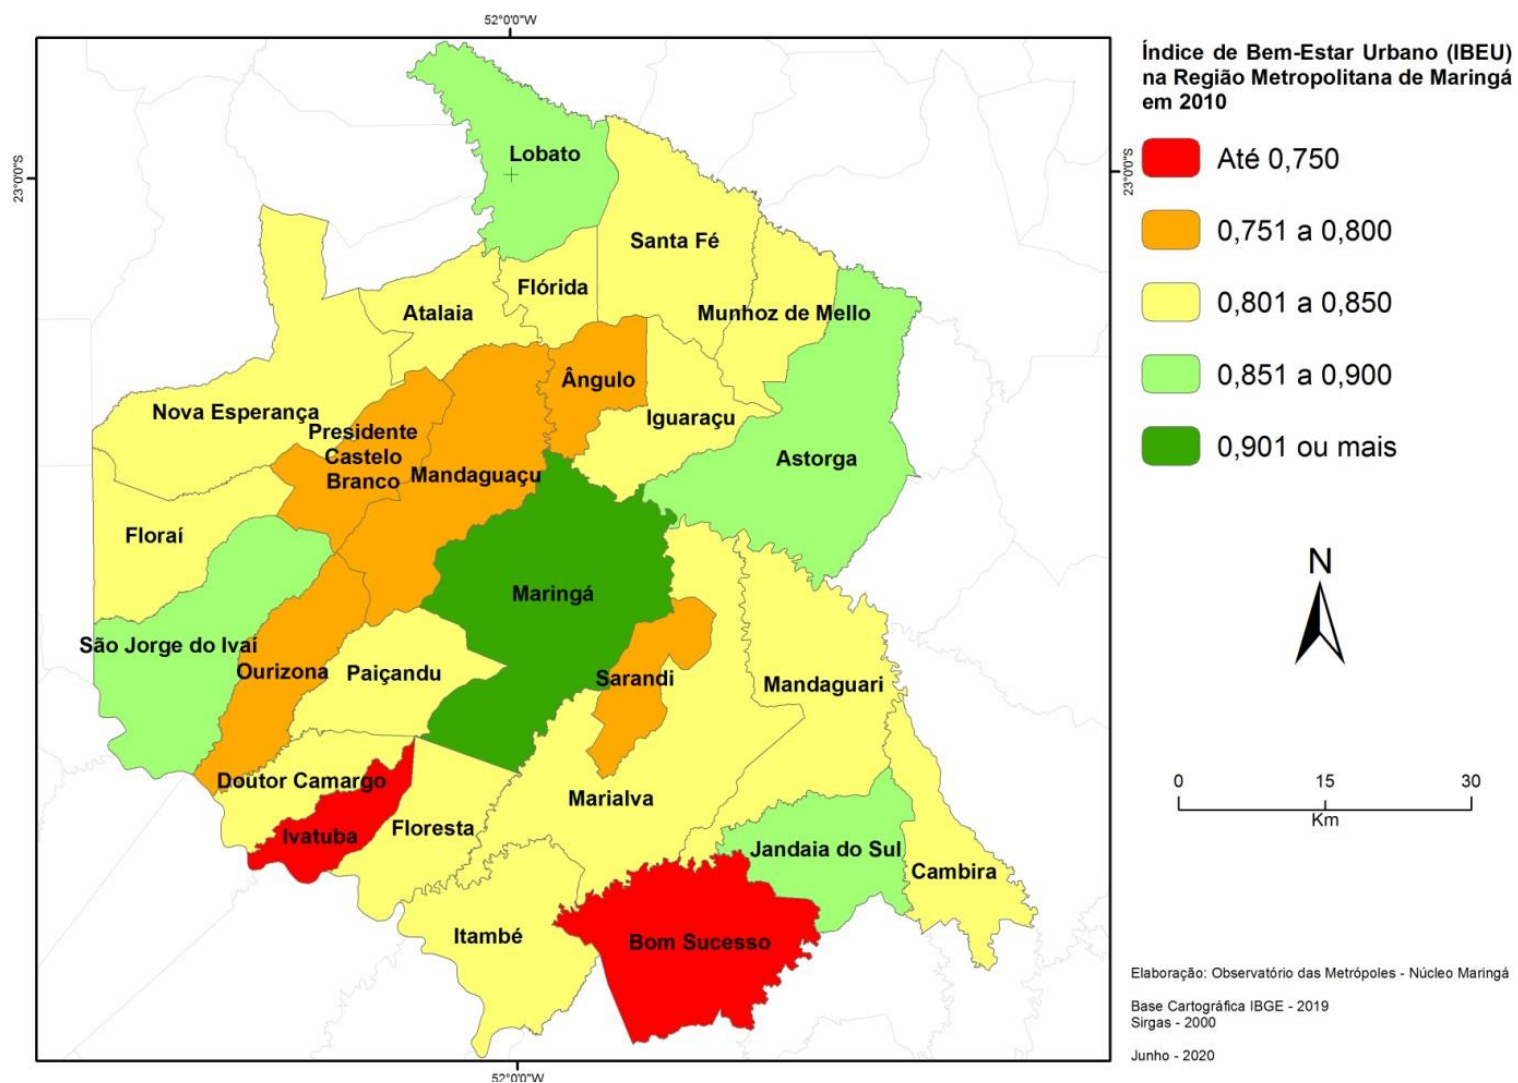 52°0'0"W
Índice de Bem-Estar Urbano (IBEU)
na Região Metropolitana de Maringá
em 2010
Até 0,750
0,751 a 0,800
0,801 a 0,850
0,851 a 0,900
0,901 ou mais
23°0'0"S
23°0'0"S
Lobato
Santa Fé
Flórida
Atalaia
Munhoz de Mello
Ângulo
Nova Esperança
Iguaraçu
Presidente
Castelo
Branco
Mandaguaçu
Astorga
Floraí
Maringá
São Jorge do Ivaí
Ourizona
Paiçandu
Sarandi
Mandaguari
Doutor Camargo
Marialva
Ivatuba
Floresta
Jandaia do Sul
Cambira
Itambé
Bom Sucesso
N
0 15 30
Km
Elaboração: Observatório das Metrópoles - Núcleo Maringá
Base Cartográfica IBGE - 2019
Sirgas - 2000
Junho - 2020
52°0'0"W